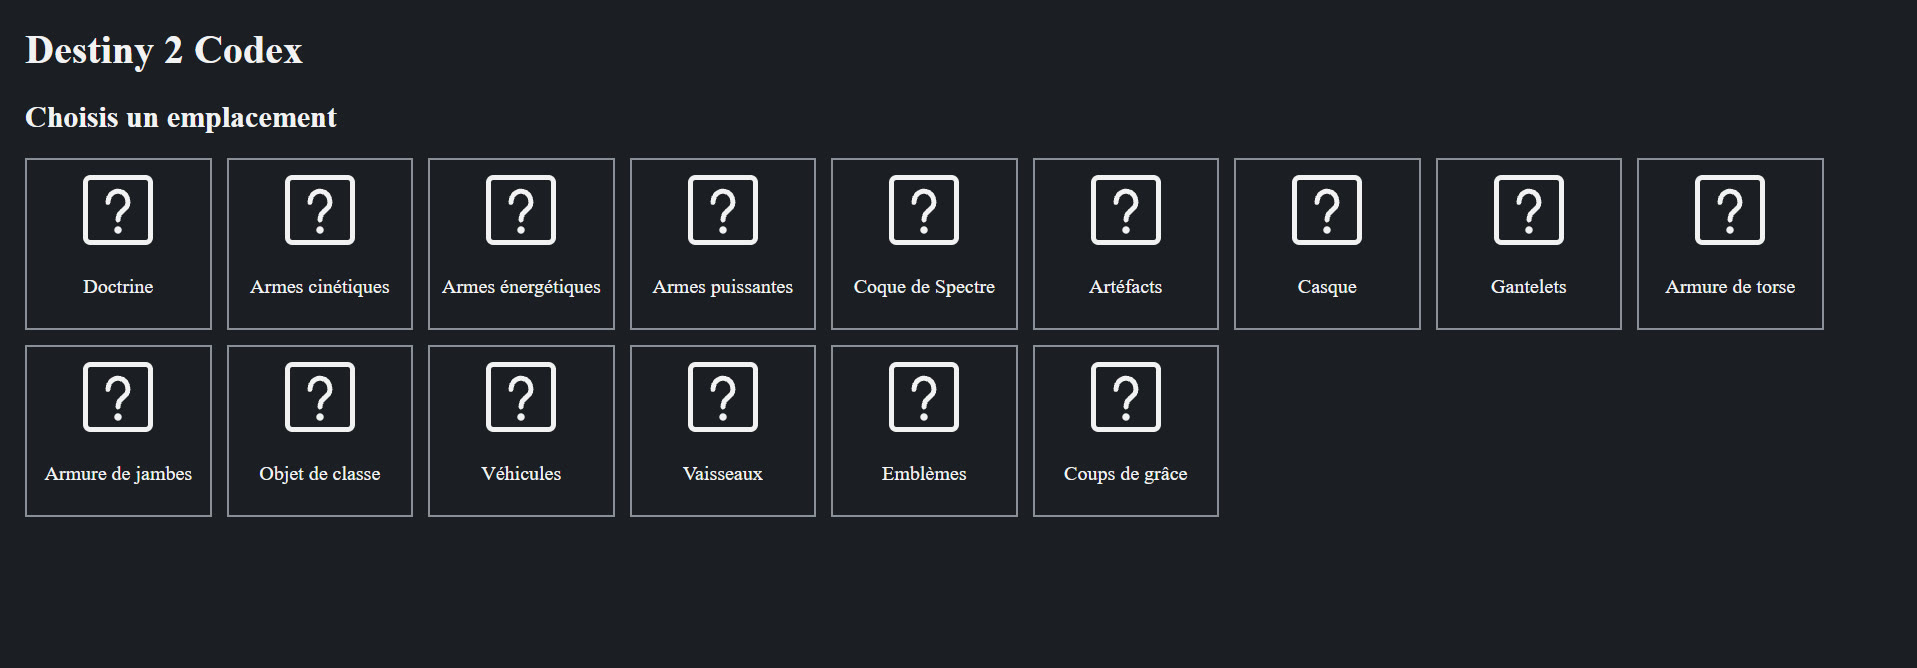 Destiny 2 Codex
Choisis un emplacement
? ? ? ? ? ? ? ? ?
Doctrine Armes cinétiques Armes énergétiques Armes puissantes Coque de Spectre Artéfacts Casque Gantelets Armure de torse
? ? ? ? ? ?
Armure de jambes Objet de classe Véhicules Vaisseaux Emblèmes Coups de grâce